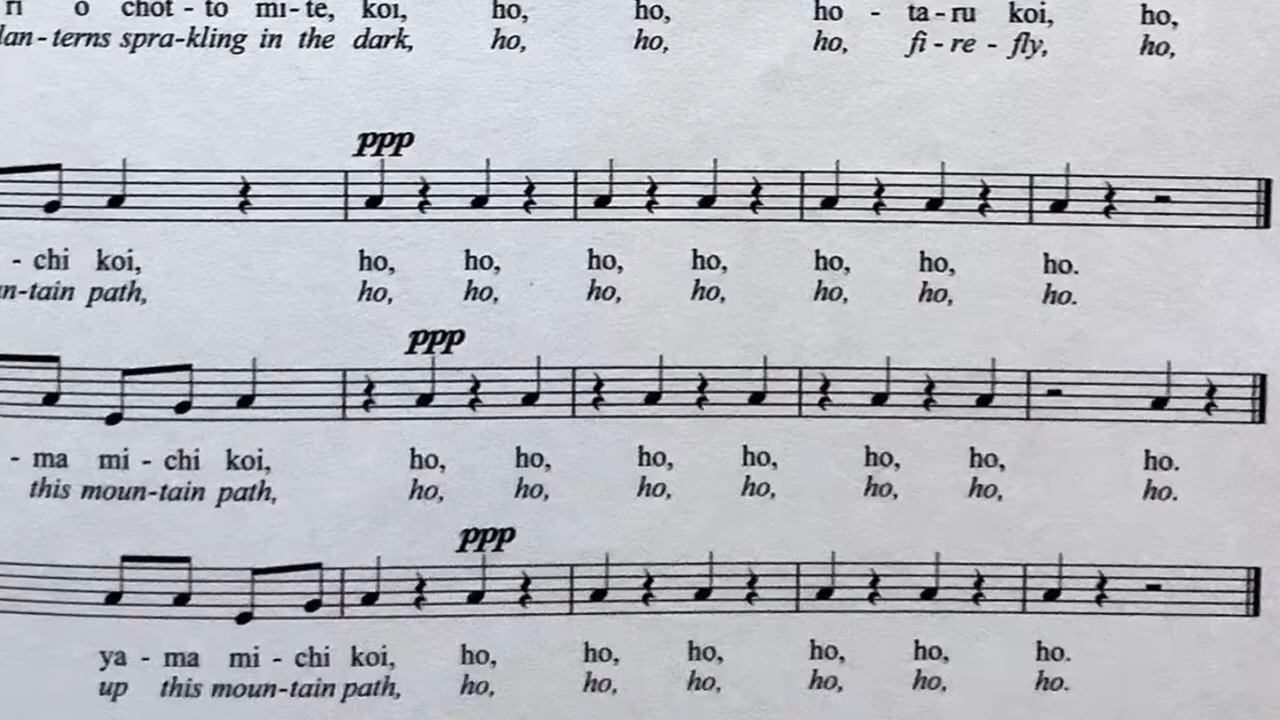 ri o chot - to mi - te, koi, ho, ho, ho - ta - ru koi, ho,
lan - terns spra - kling in the dark, ho, ho, ho, fi - re - fly, ho,
ppp
- chi koi, ho, ho, ho, ho, ho, ho, ho.
n - tain path, ho, ho, ho, ho, ho, ho, ho.
ppp
- ma mi - chi koi, ho, ho, ho, ho, ho, ho, ho.
this moun - tain path, ho, ho, ho, ho, ho, ho, ho.
ppp
ya - ma mi - chi koi, ho, ho, ho, ho, ho, ho.
up this moun - tain path, ho, ho, ho, ho, ho, ho.